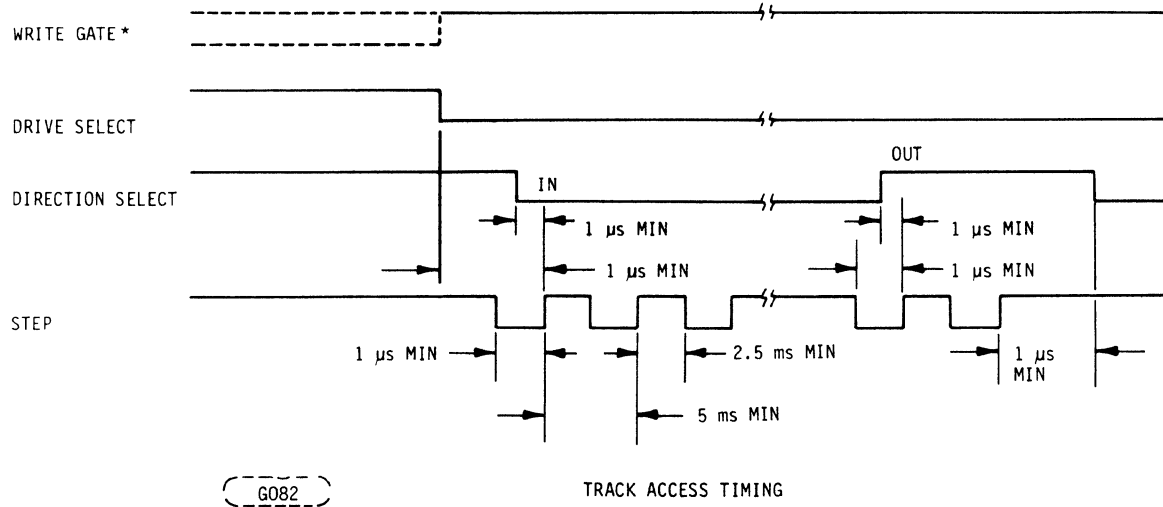 WRITE GATE*
DRIVE SELECT
OUT
DIRECTION SELECT
IN
1 µs MIN
1 µs MIN
1 µs MIN
1 µs MIN
STEP
1 µs MIN
2.5 ms MIN
1 µs
MIN
5 ms MIN
G082
TRACK ACCESS TIMING